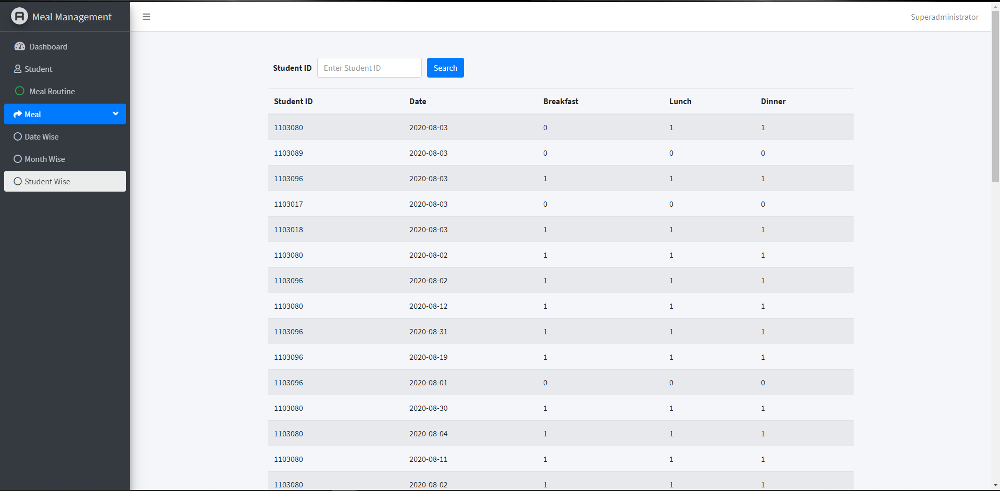 Meal Management
Superadministrator
Dashboard
Student
Meal Routine
Meal
Date Wise
Month Wise
Student Wise
Student ID Enter Student ID Search
Student ID Date Breakfast Lunch Dinner
1103080 2020-08-03 0 1 1
1103089 2020-08-03 0 0 0
1103096 2020-08-03 1 1 1
1103017 2020-08-03 0 0 0
1103018 2020-08-03 1 1 1
1103080 2020-08-02 1 1 1
1103096 2020-08-02 1 1 1
1103080 2020-08-12 1 1 1
1103096 2020-08-31 1 1 1
1103096 2020-08-19 1 1 1
1103096 2020-08-01 0 0 0
1103080 2020-08-30 1 1 1
1103080 2020-08-04 1 1 1
1103080 2020-08-11 1 1 1
1103080 2020-08-02 1 1 1